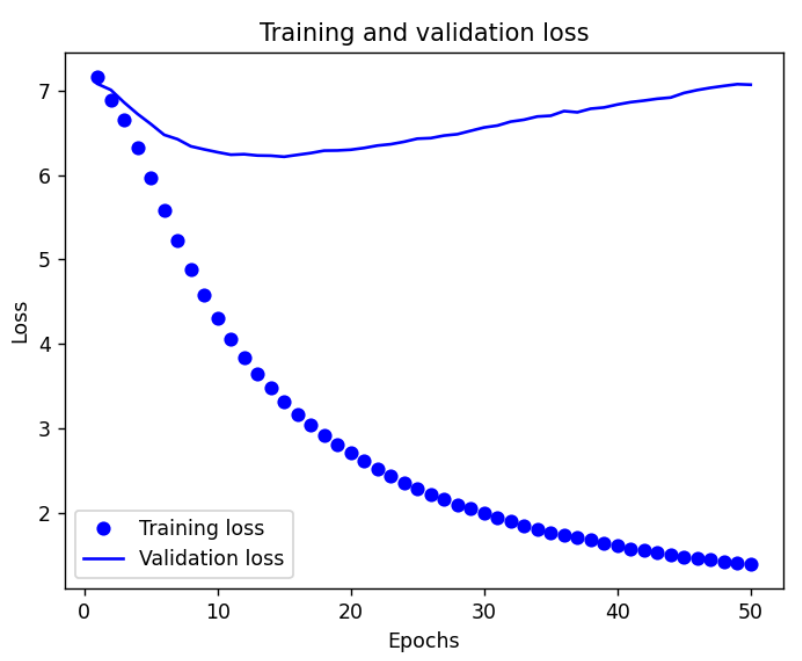 Training and validation loss
7
6
5
4
3
2
Loss
Training loss
Validation loss
0 10 20 30 40 50
Epochs